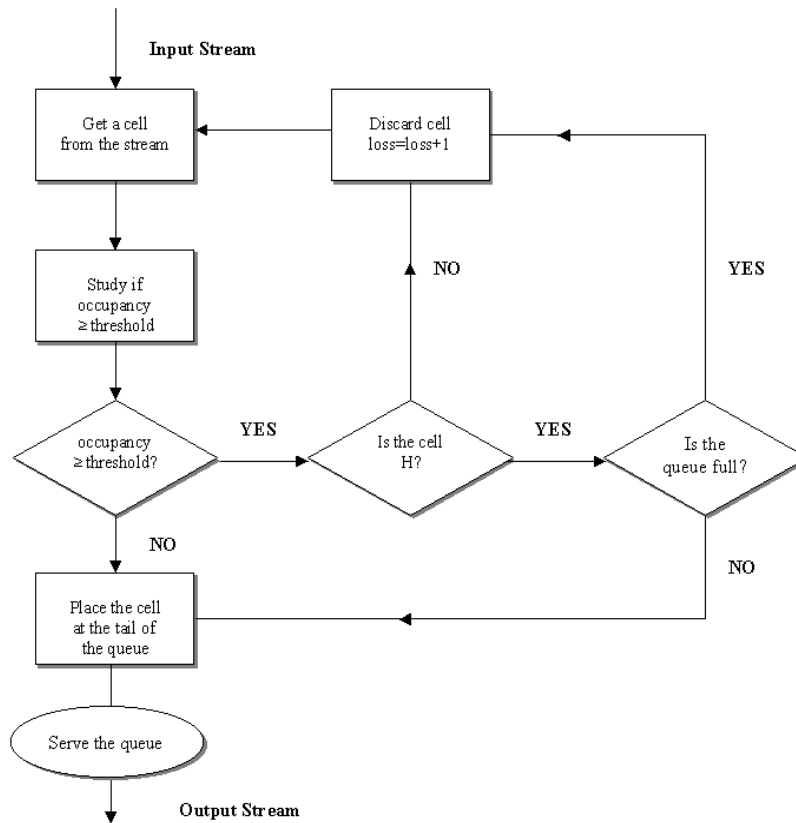 Input Stream
Get a cell
from the stream
Discard cell
loss=loss+1
Study if
occupancy
≥threshold
NO
YES
occupancy
≥threshold?
YES
Is the cell
H?
YES
Is the
queue full?
NO
NO
Place the cell
at the tail of
the queue
Serve the queue
Output Stream